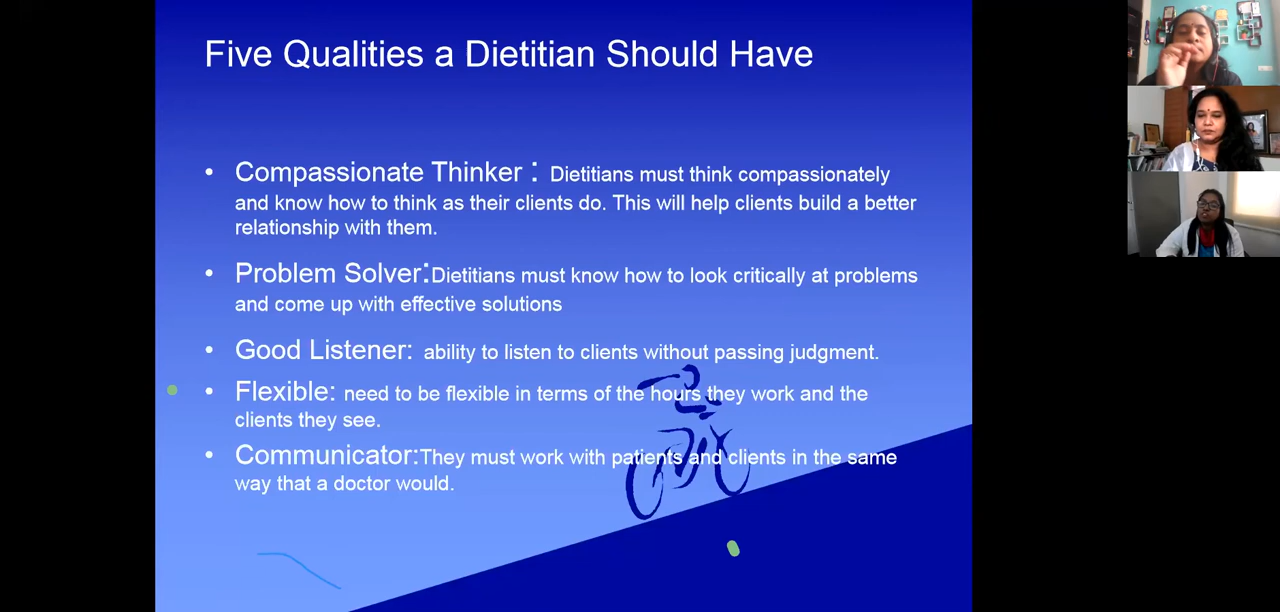 Five Qualities a Dietitian Should Have
• Compassionate Thinker : Dietitians must think compassionately
and know how to think as their clients do. This will help clients build a better
relationship with them.
• Problem Solver:Dietitians must know how to look critically at problems
and come up with effective solutions
• Good Listener: ability to listen to clients without passing judgment.
• Flexible: need to be flexible in terms of the hours they work and the
clients they see.
• Communicator:They must work with patients and clients in the same
way that a doctor would.